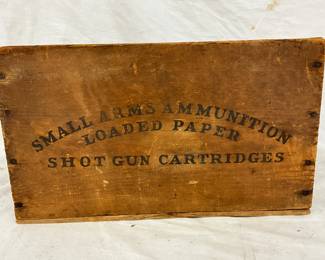 SMALL ARMS AMMUNITION
LOADED PAPER
SHOT GUN CARTRIDGES